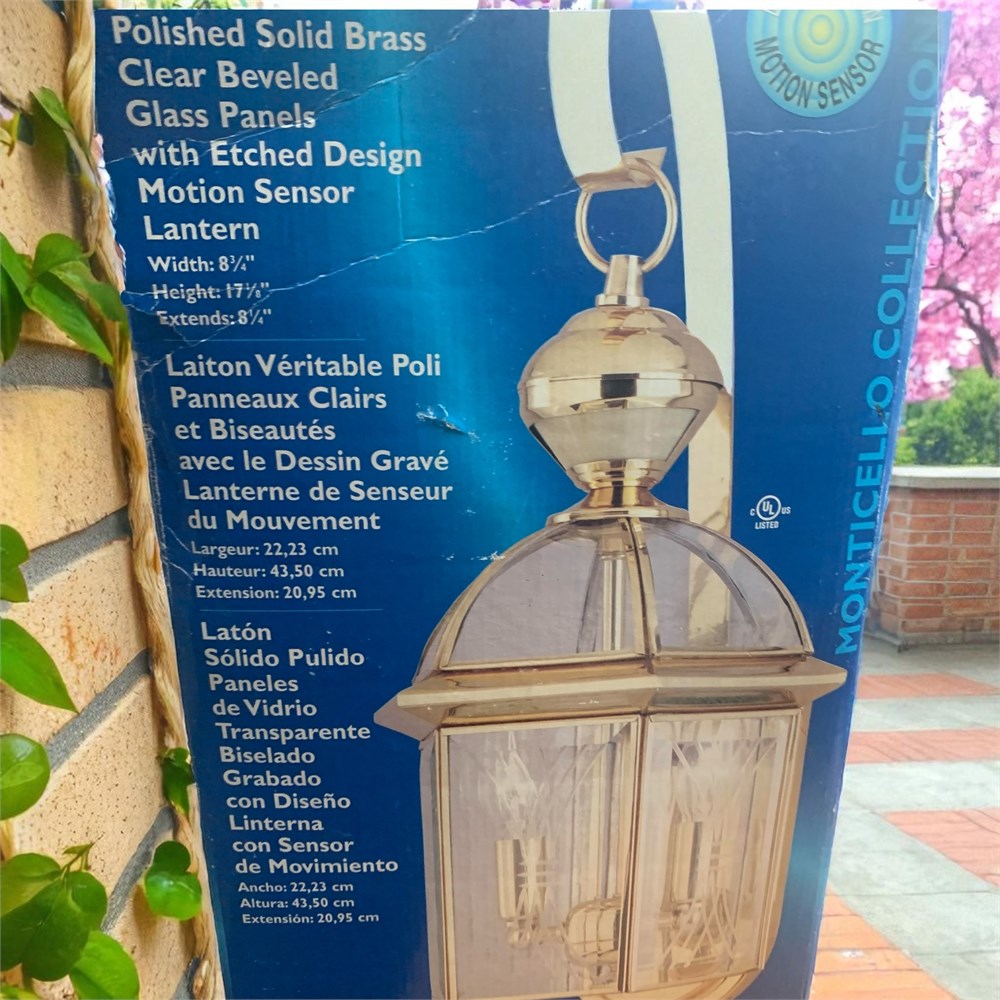 Polished Solid Brass
Clear Beveled
Glass Panels
with Etched Design
Motion Sensor
Lantern
Width: 8¾"
Height: 17⅛"
Extends: 8¼"
Laiton Véritable Poli
Panneaux Clairs
et Biseautés
avec le Dessin Gravé
Lanterne de Senseur
du Mouvement
Largeur: 22,23 cm
Hauteur: 43,50 cm
Extension: 20,95 cm
Latón
Sólido Pulido
Paneles
de Vidrio
Transparente
Biselado
Grabado
con Diseño
Linterna
con Sensor
de Movimiento
Ancho: 22,23 cm
Altura: 43,50 cm
Extensión: 20,95 cm
MOTION SENSOR
C UL US
LISTED
MONTICELLO COLLECTION